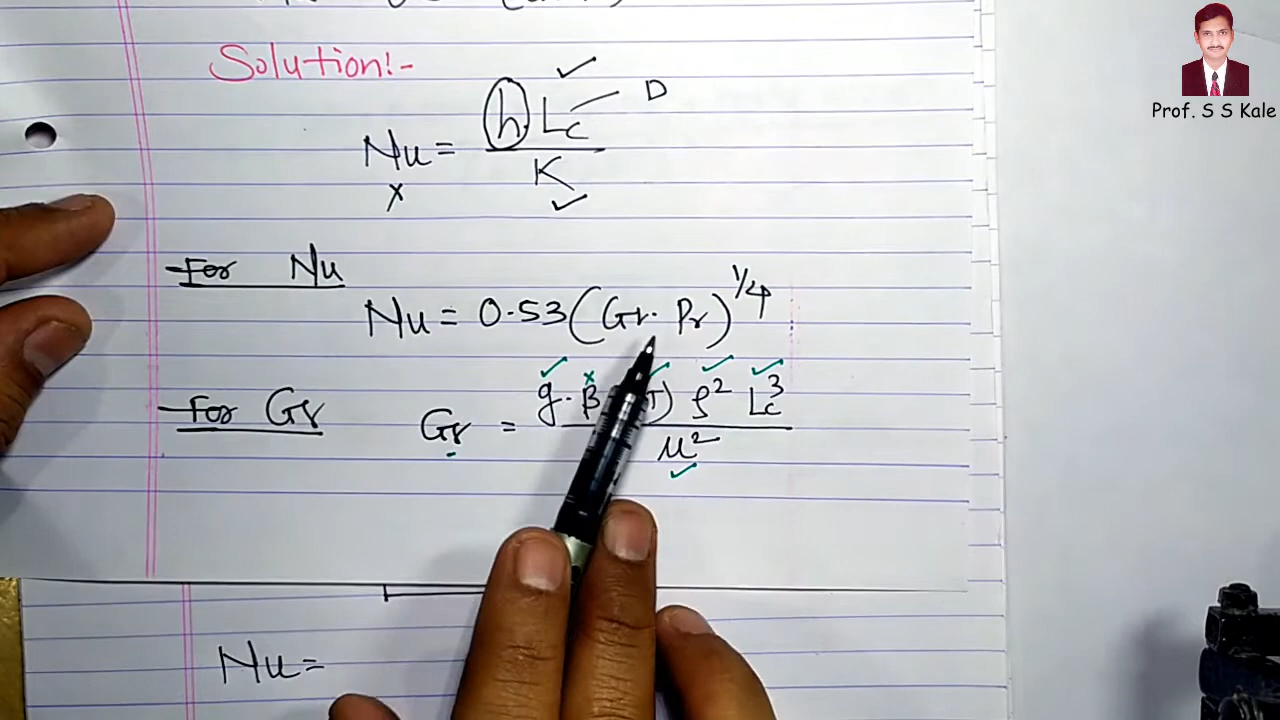 Solution:-
Nu = h Lc / K
D
x
For Nu
Nu = 0.53 (Gr. Pr)^1/4
For Gr
Gr = g. β T) ρ² Lc³ / μ²
x
Nu =
Prof. S S Kale